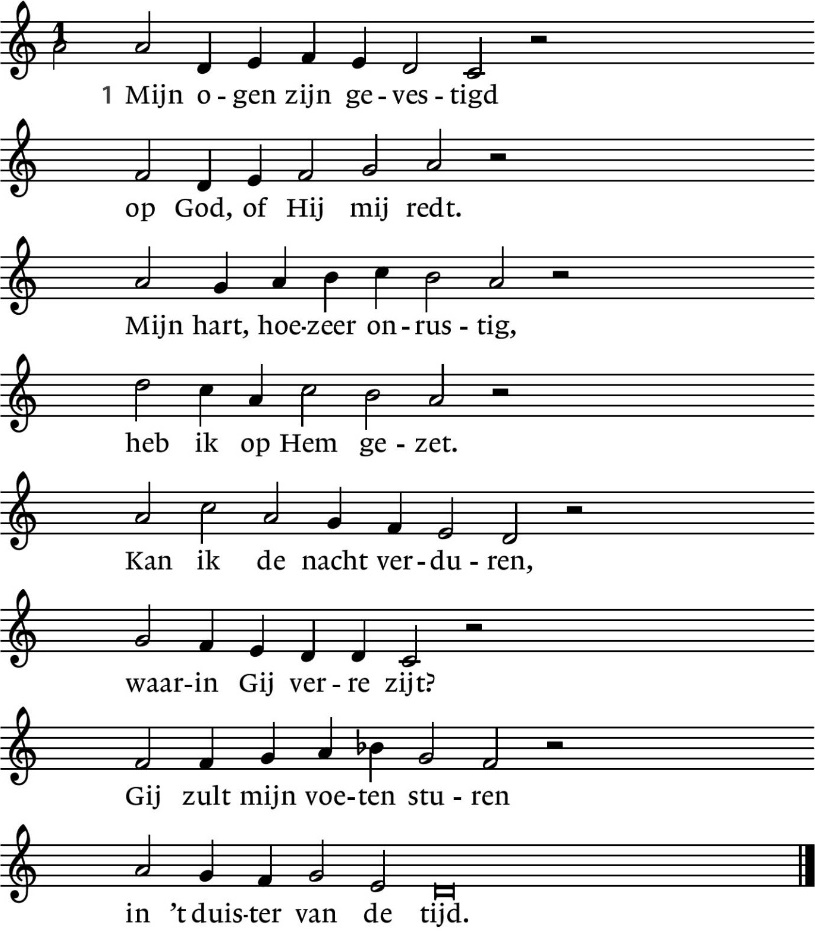 1
1 Mijn o - gen zijn ge - ves - tigd
op God, of Hij mij redt.
Mijn hart, hoe-zeer on - rus - tig,
heb ik op Hem ge - zet.
Kan ik de nacht ver - du - ren,
waar-in Gij ver - re zijt?
Gij zult mijn voe-ten stu - ren
in ’t duis-ter van de tijd.